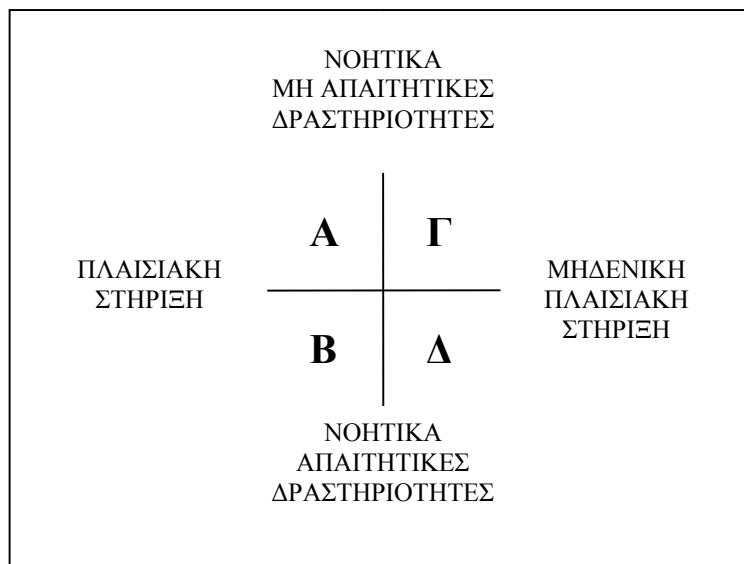 ΝΟΗΤΙΚΑ
ΜΗ ΑΠΑΙΤΗΤΙΚΕΣ
ΔΡΑΣΤΗΡΙΟΤΗΤΕΣ
Α
Γ
ΠΛΑΙΣΙΑΚΗ
ΣΤΗΡΙΞΗ
ΜΗΔΕΝΙΚΗ
ΠΛΑΙΣΙΑΚΗ
ΣΤΗΡΙΞΗ
Β
Δ
ΝΟΗΤΙΚΑ
ΑΠΑΙΤΗΤΙΚΕΣ
ΔΡΑΣΤΗΡΙΟΤΗΤΕΣ